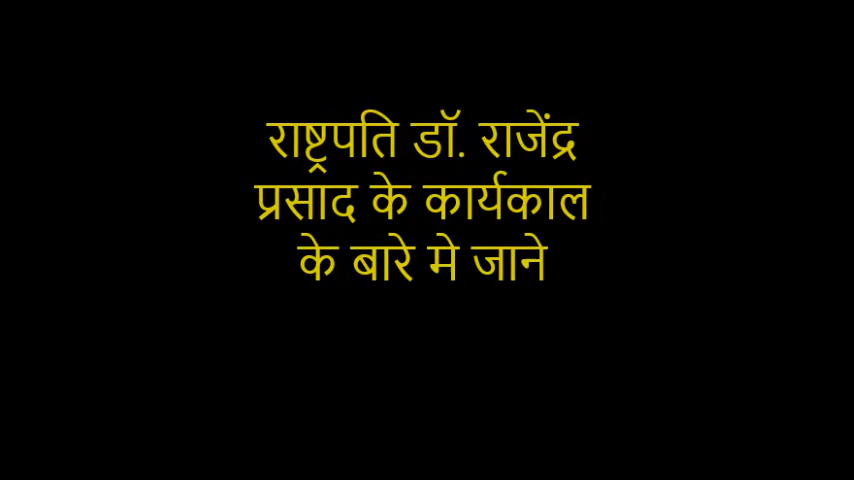 राष्ट्रपति डॉ. राजेंद्र
प्रसाद के कार्यकाल
के बारे मे जाने